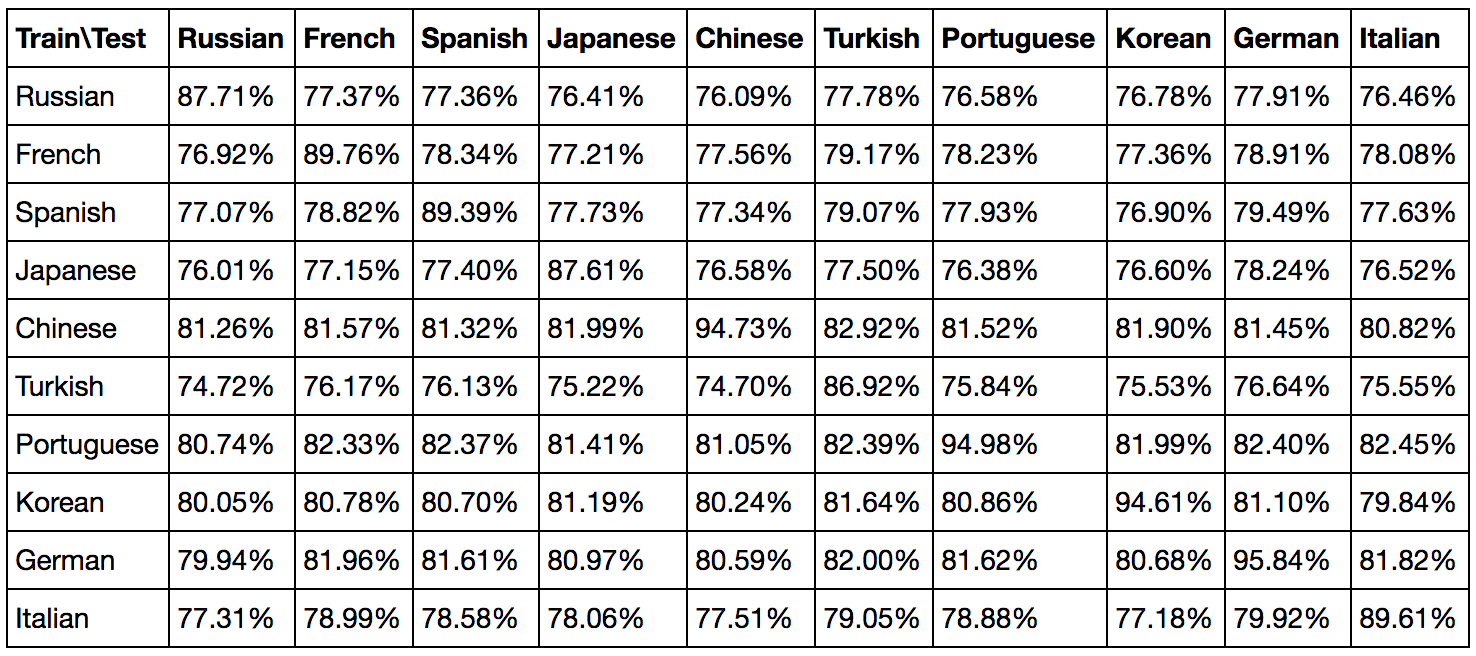 Train\Test Russian French Spanish Japanese Chinese Turkish Portuguese Korean German Italian
Russian 87.71% 77.37% 77.36% 76.41% 76.09% 77.78% 76.58% 76.78% 77.91% 76.46%
French 76.92% 89.76% 78.34% 77.21% 77.56% 79.17% 78.23% 77.36% 78.91% 78.08%
Spanish 77.07% 78.82% 89.39% 77.73% 77.34% 79.07% 77.93% 76.90% 79.49% 77.63%
Japanese 76.01% 77.15% 77.40% 87.61% 76.58% 77.50% 76.38% 76.60% 78.24% 76.52%
Chinese 81.26% 81.57% 81.32% 81.99% 94.73% 82.92% 81.52% 81.90% 81.45% 80.82%
Turkish 74.72% 76.17% 76.13% 75.22% 74.70% 86.92% 75.84% 75.53% 76.64% 75.55%
Portuguese 80.74% 82.33% 82.37% 81.41% 81.05% 82.39% 94.98% 81.99% 82.40% 82.45%
Korean 80.05% 80.78% 80.70% 81.19% 80.24% 81.64% 80.86% 94.61% 81.10% 79.84%
German 79.94% 81.96% 81.61% 80.97% 80.59% 82.00% 81.62% 80.68% 95.84% 81.82%
Italian 77.31% 78.99% 78.58% 78.06% 77.51% 79.05% 78.88% 77.18% 79.92% 89.61%